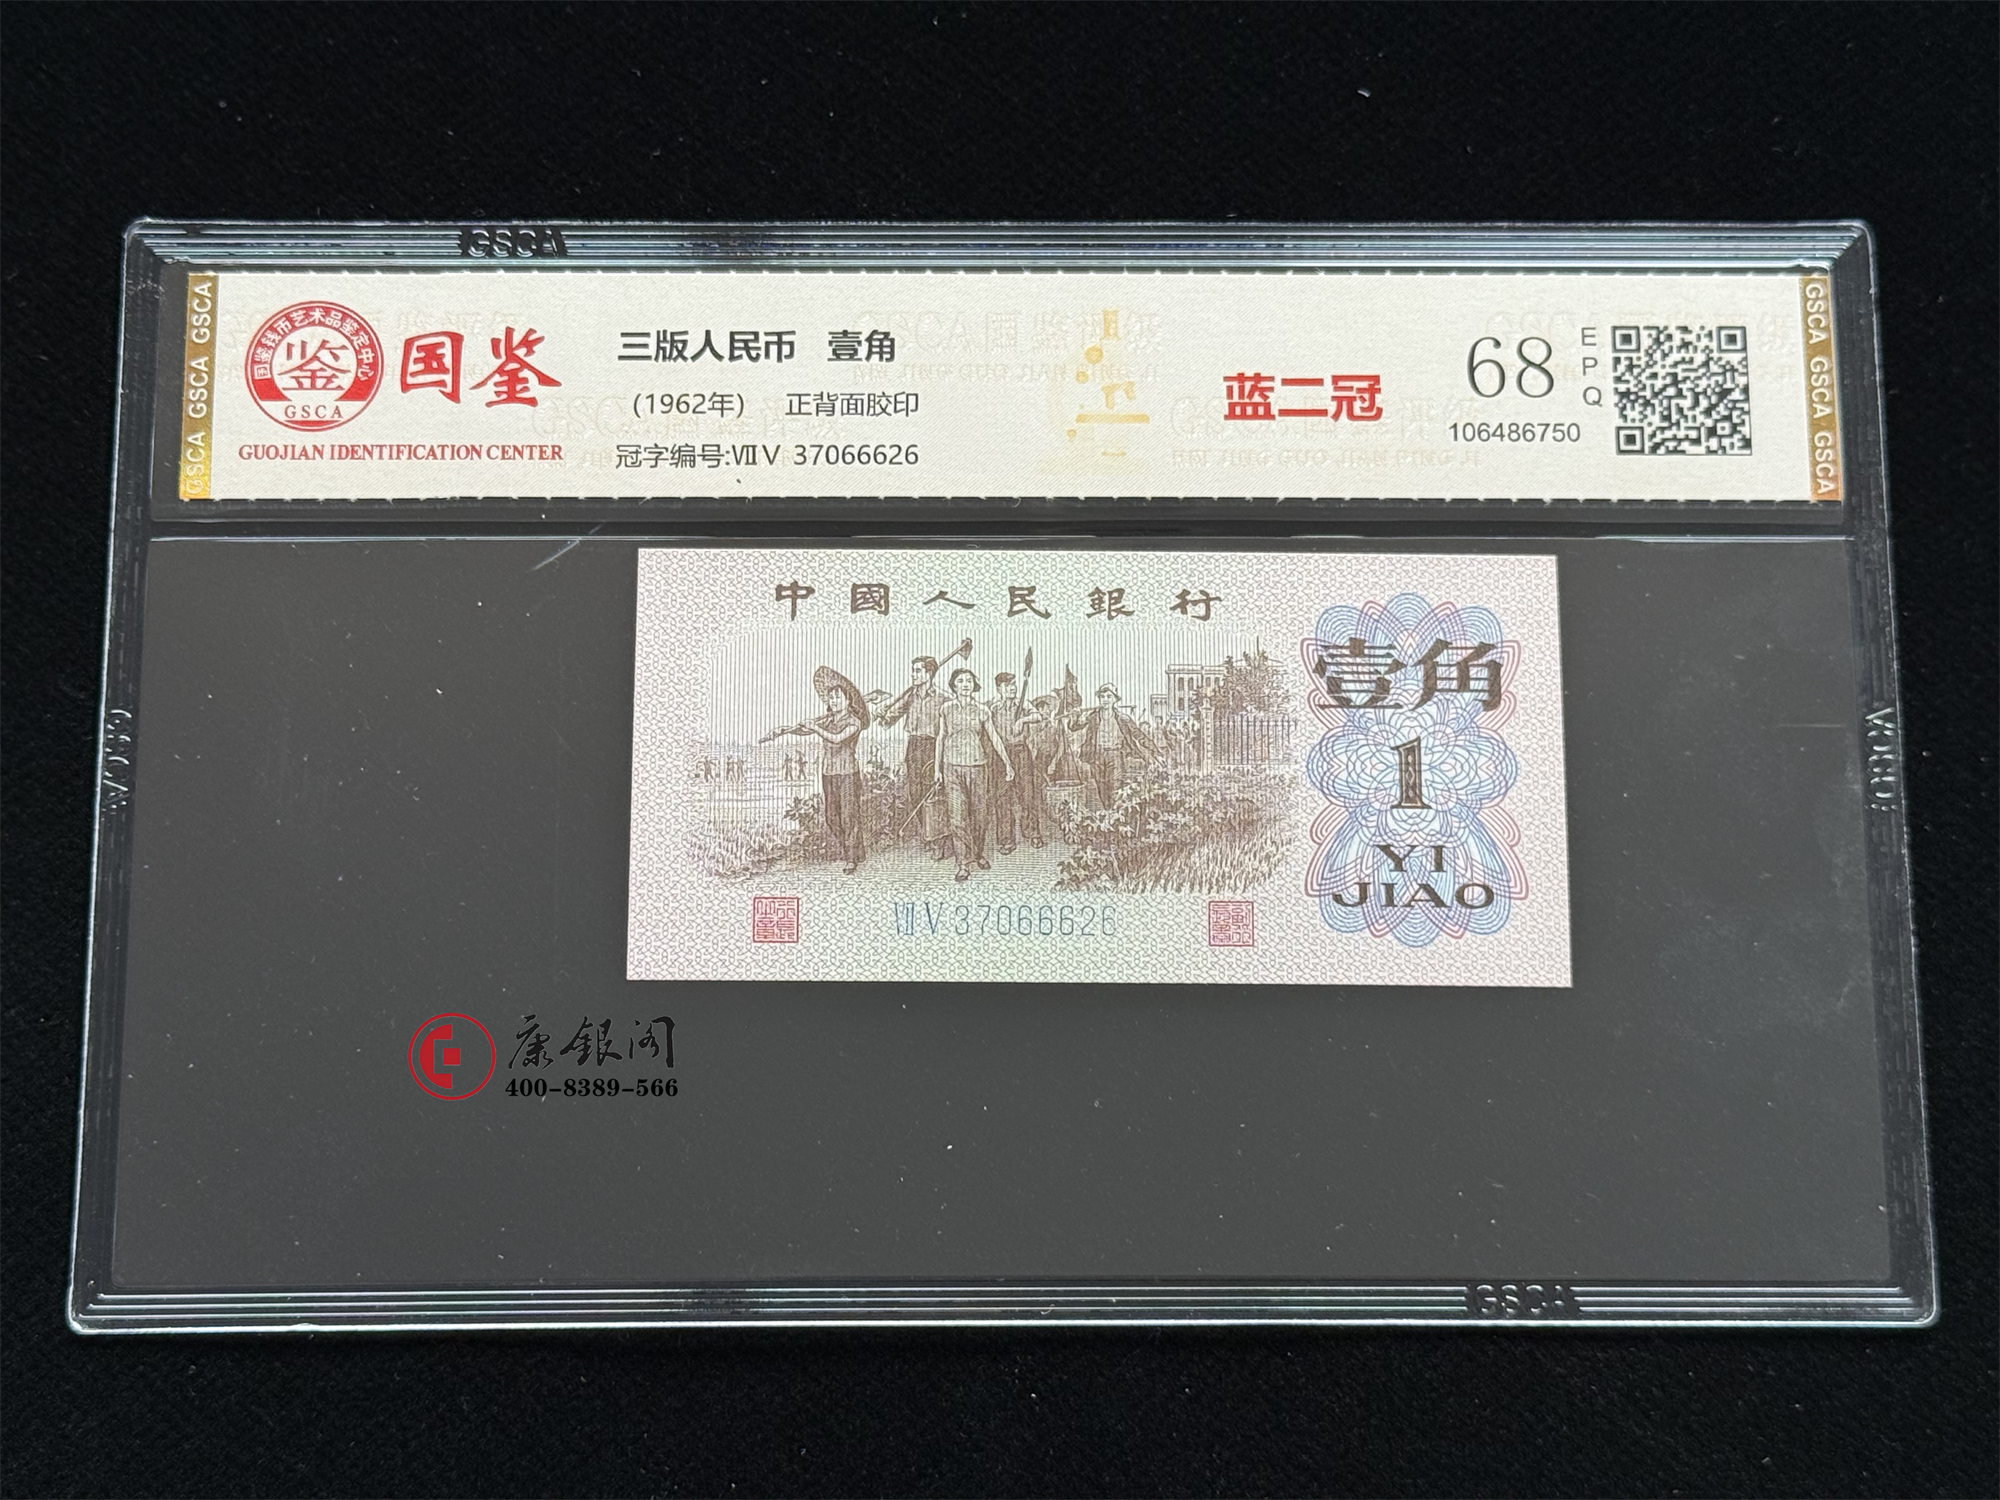 GSCA
GSCA GSCA GSCA
国鉴钱币艺术品鉴定中心
鉴
GSCA
国鉴
GUOJIAN IDENTIFICATION CENTER
三版人民币 壹角
(1962年) 正背面胶印
冠字编号:ⅦV 37066626
蓝二冠
68
EPQ
106486750
GSCA GSCA GSCA
中國人民銀行
壹角
1
YI
JIAO
ⅦV 37066626
康銀阁
400-8389-566
GSCA